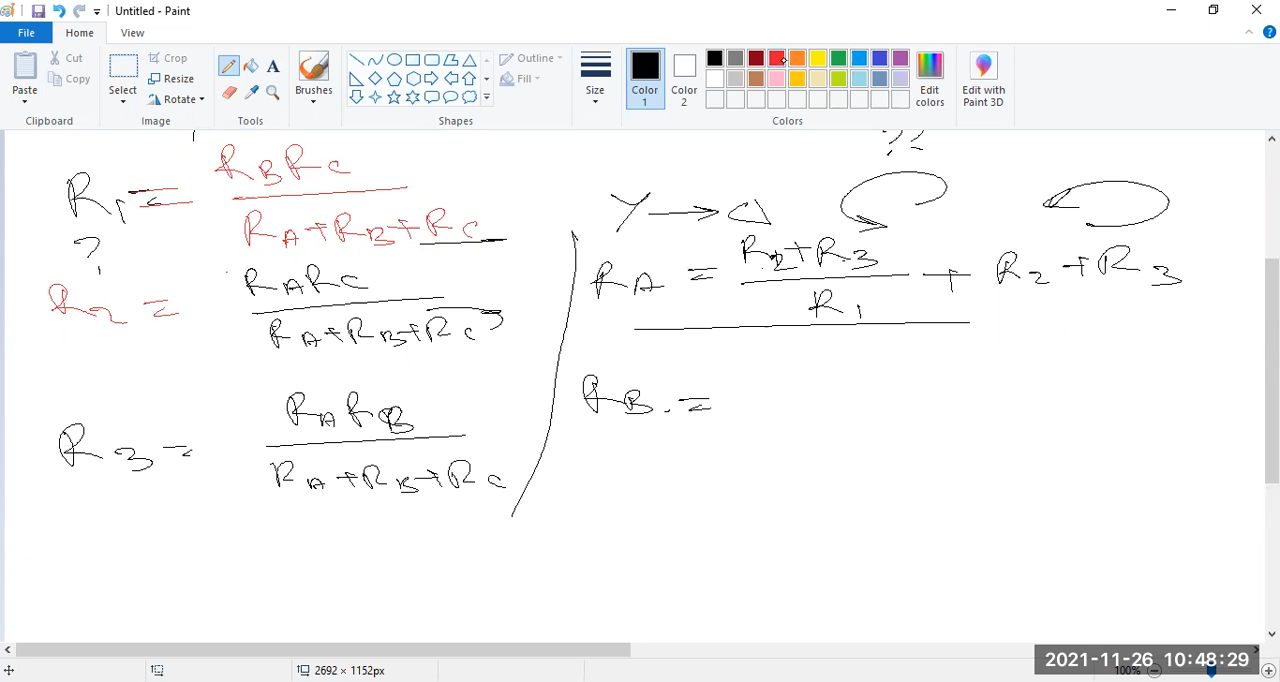 Untitled - Paint
File Home View
Paste
Cut
Copy
Clipboard
Select
Crop
Resize
Rotate
Image
A
Tools
Brushes
Shapes
Outline
Fill
Size
Color 1
Color 2
Colors
Edit colors
Edit with Paint 3D
??
R1 = RBRC
RA+RB+RC
?
R2 = RARC
RA+RB+RC
R3 = RARB
RA+RB+RC
Y → △
RA = R2+R3 + R2+R3
R1
RB. =
2692 × 1152px
2021-11-26 10:48:29
100%